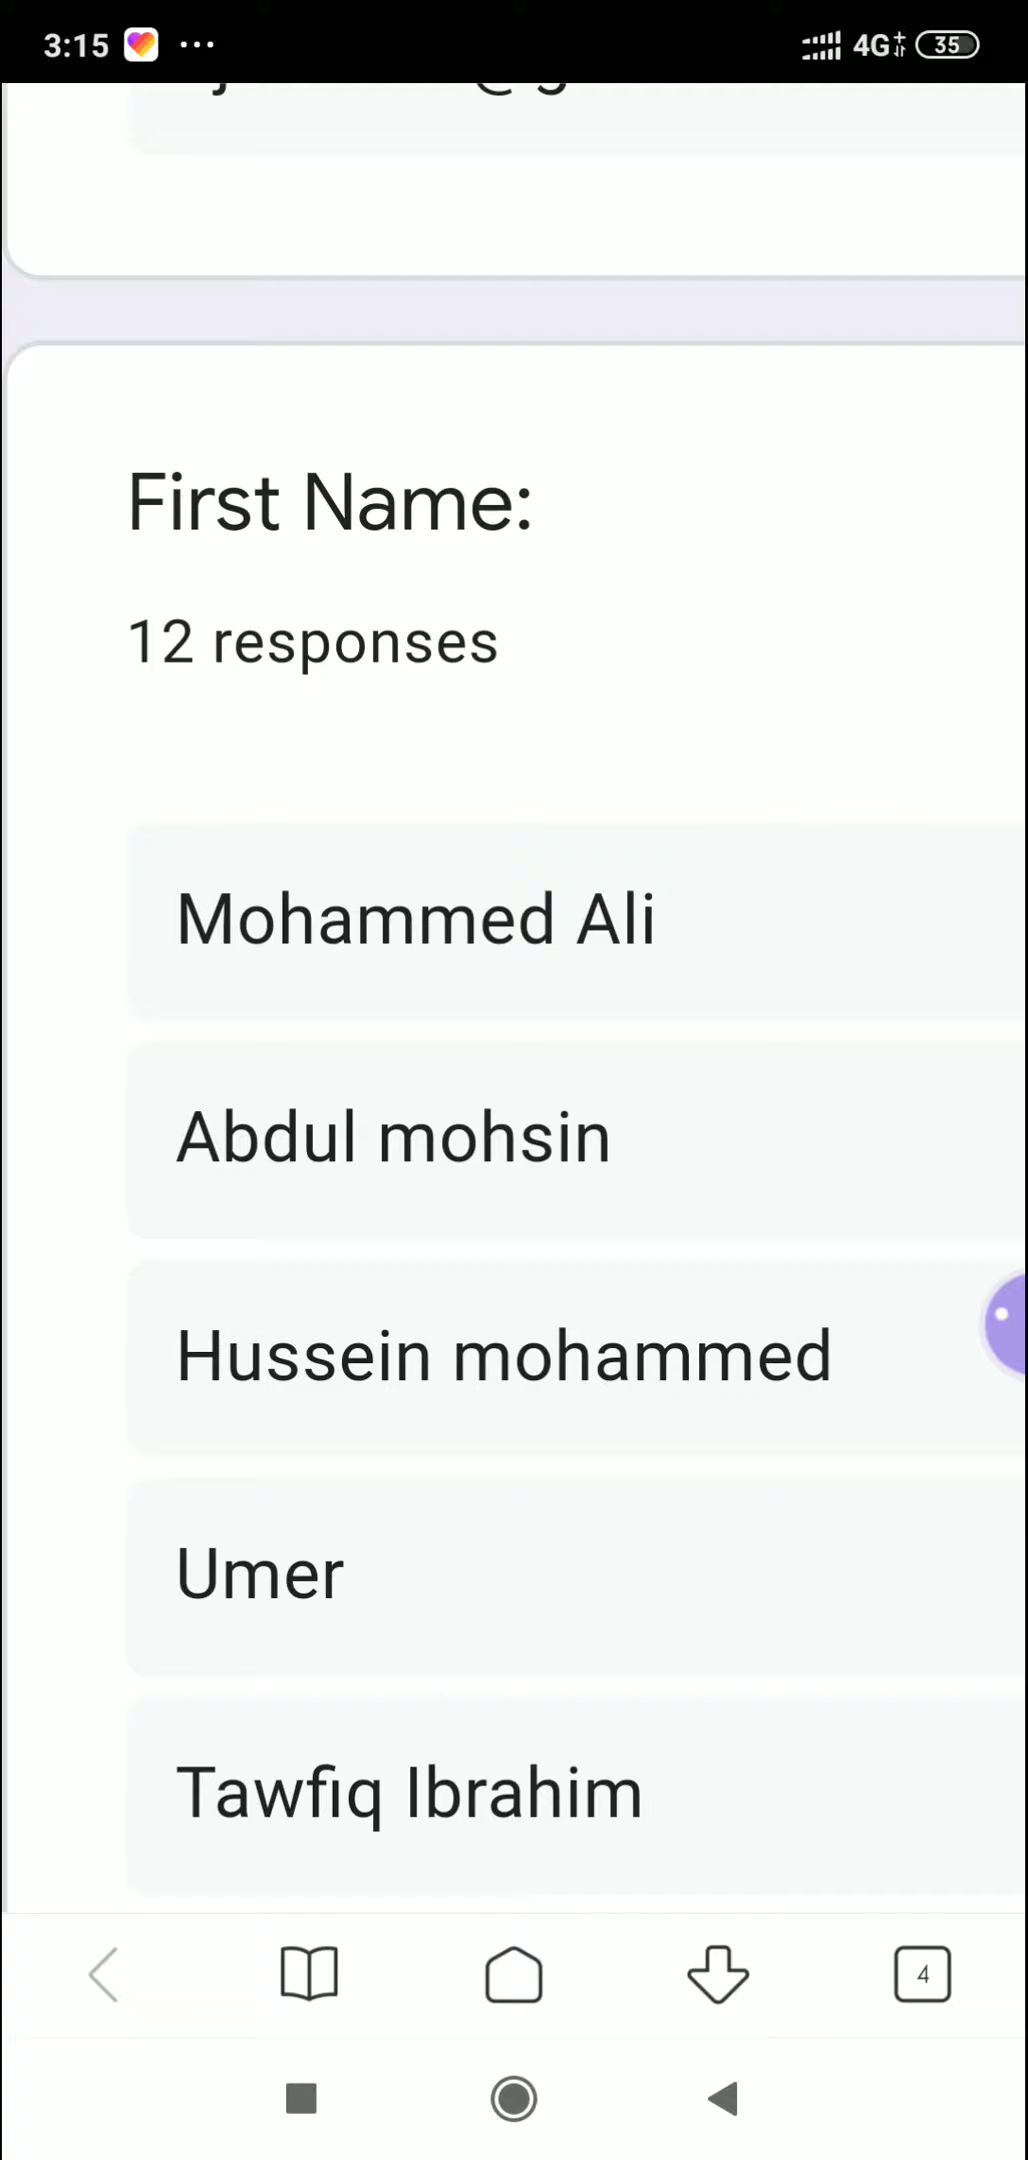 3:15 ... 4G+ 35
First Name:
12 responses
Mohammed Ali
Abdul mohsin
Hussein mohammed
Umer
Tawfiq Ibrahim
4